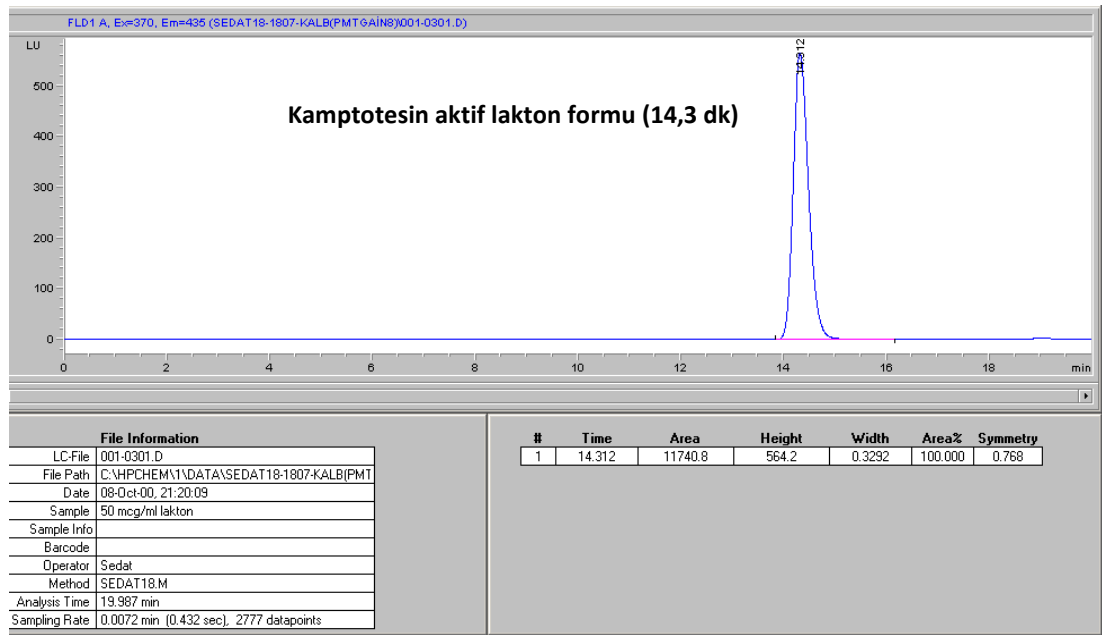 FLD1 A, Ex=370, Em=435 (SEDAT18-1807-KALB(PMTGAİN8)\001-0301.D)
LU
14.312
Kamptotesin aktif lakton formu (14,3 dk)
500
400
300
200
100
0
0 2 4 6 8 10 12 14 16 18 min
File Information
LC-File 001-0301.D
File Path C:\HPCHEM\1\DATA\SEDAT18-1807-KALB(PMT
Date 08-Oct-00, 21:20:09
Sample 50 mcg/ml lakton
Sample Info
Barcode
Operator Sedat
Method SEDAT18.M
Analysis Time 19.987 min
Sampling Rate 0.0072 min (0.432 sec), 2777 datapoints
# Time Area Height Width Area% Symmetry
1 14.312 11740.8 564.2 0.3292 100.000 0.768